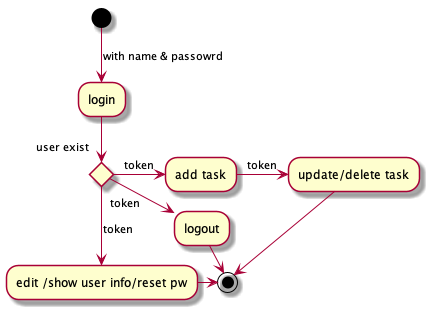 with name & passowrd
login
user exist
token
add task
token
update/delete task
token
logout
token
edit /show user info/reset pw